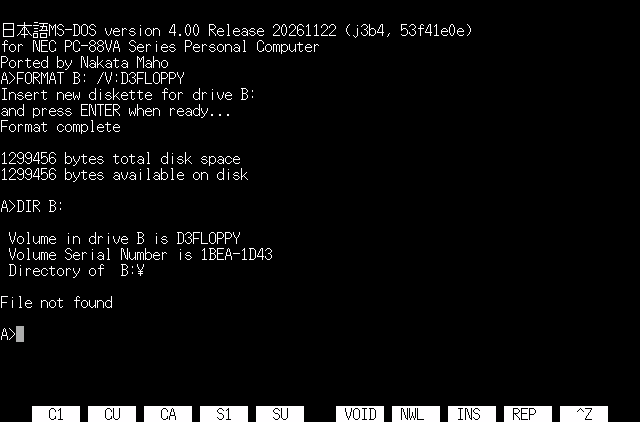 日本語MS-DOS version 4.00 Release 20261122 (j3b4, 53f41e0e)
for NEC PC-88VA Series Personal Computer
Ported by Nakata Maho
A>FORMAT B: /V:D3FLOPPY
Insert new diskette for drive B:
and press ENTER when ready...
Format complete
1299456 bytes total disk space
1299456 bytes available on disk
A>DIR B:
Volume in drive B is D3FLOPPY
Volume Serial Number is 1BEA-1D43
Directory of  B:¥
File not found
A>
C1 CU CA S1 SU VOID NWL INS REP ^Z